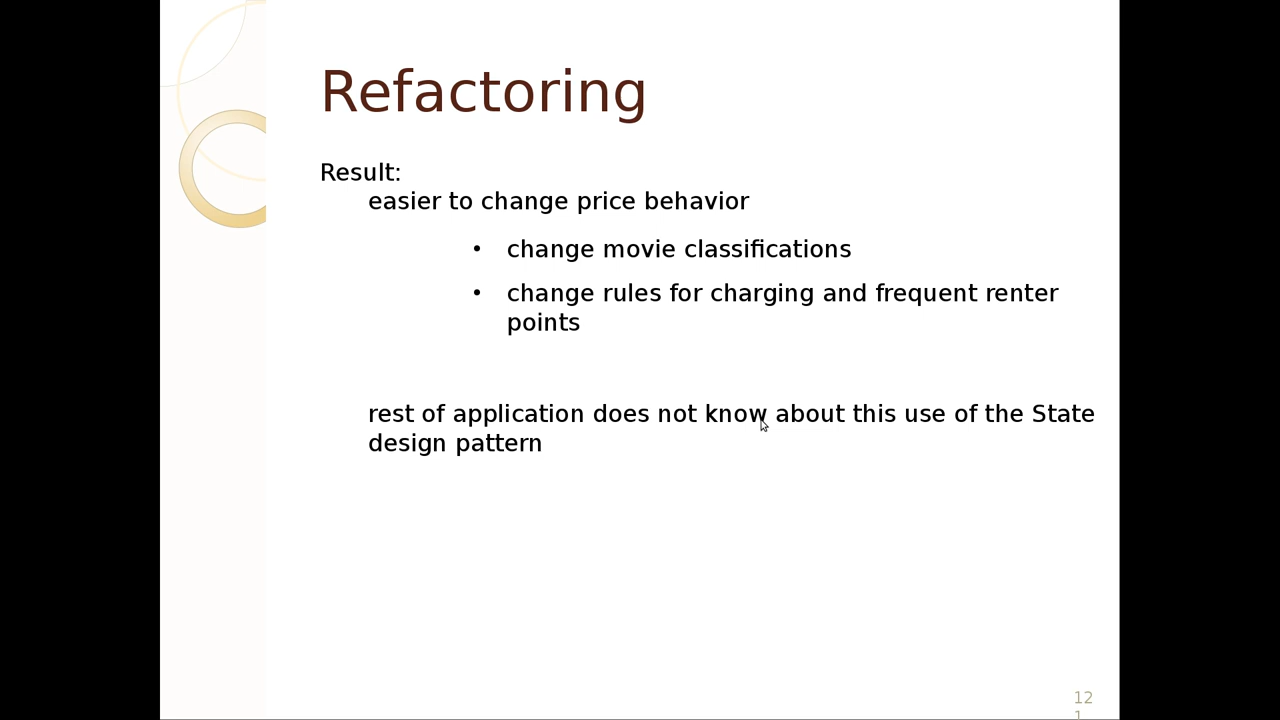 Refactoring
Result:
easier to change price behavior
• change movie classifications
• change rules for charging and frequent renter
points
rest of application does not know about this use of the State
design pattern
12
1